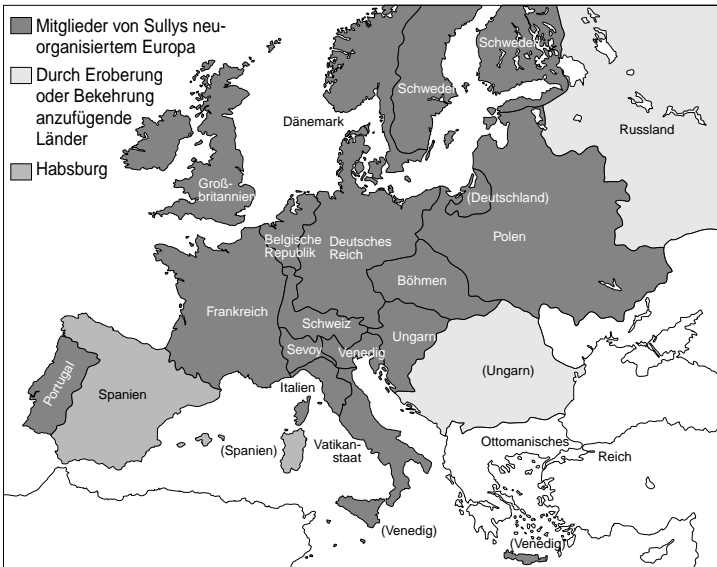 Mitglieder von Sullys neu-
organisiertem Europa
Durch Eroberung
oder Bekehrung
anzufügende
Länder
Habsburg
Schweden
Schweden
Dänemark
Russland
Groß-
britannien
(Deutschland)
Belgische
Republik
Deutsches
Reich
Polen
Böhmen
Frankreich
Schweiz
Ungarn
Sevoy
Venedig
Portugal
Spanien
(Ungarn)
Italien
(Spanien)
Vatikan-
staat
Ottomanisches
Reich
(Venedig)
(Venedig)